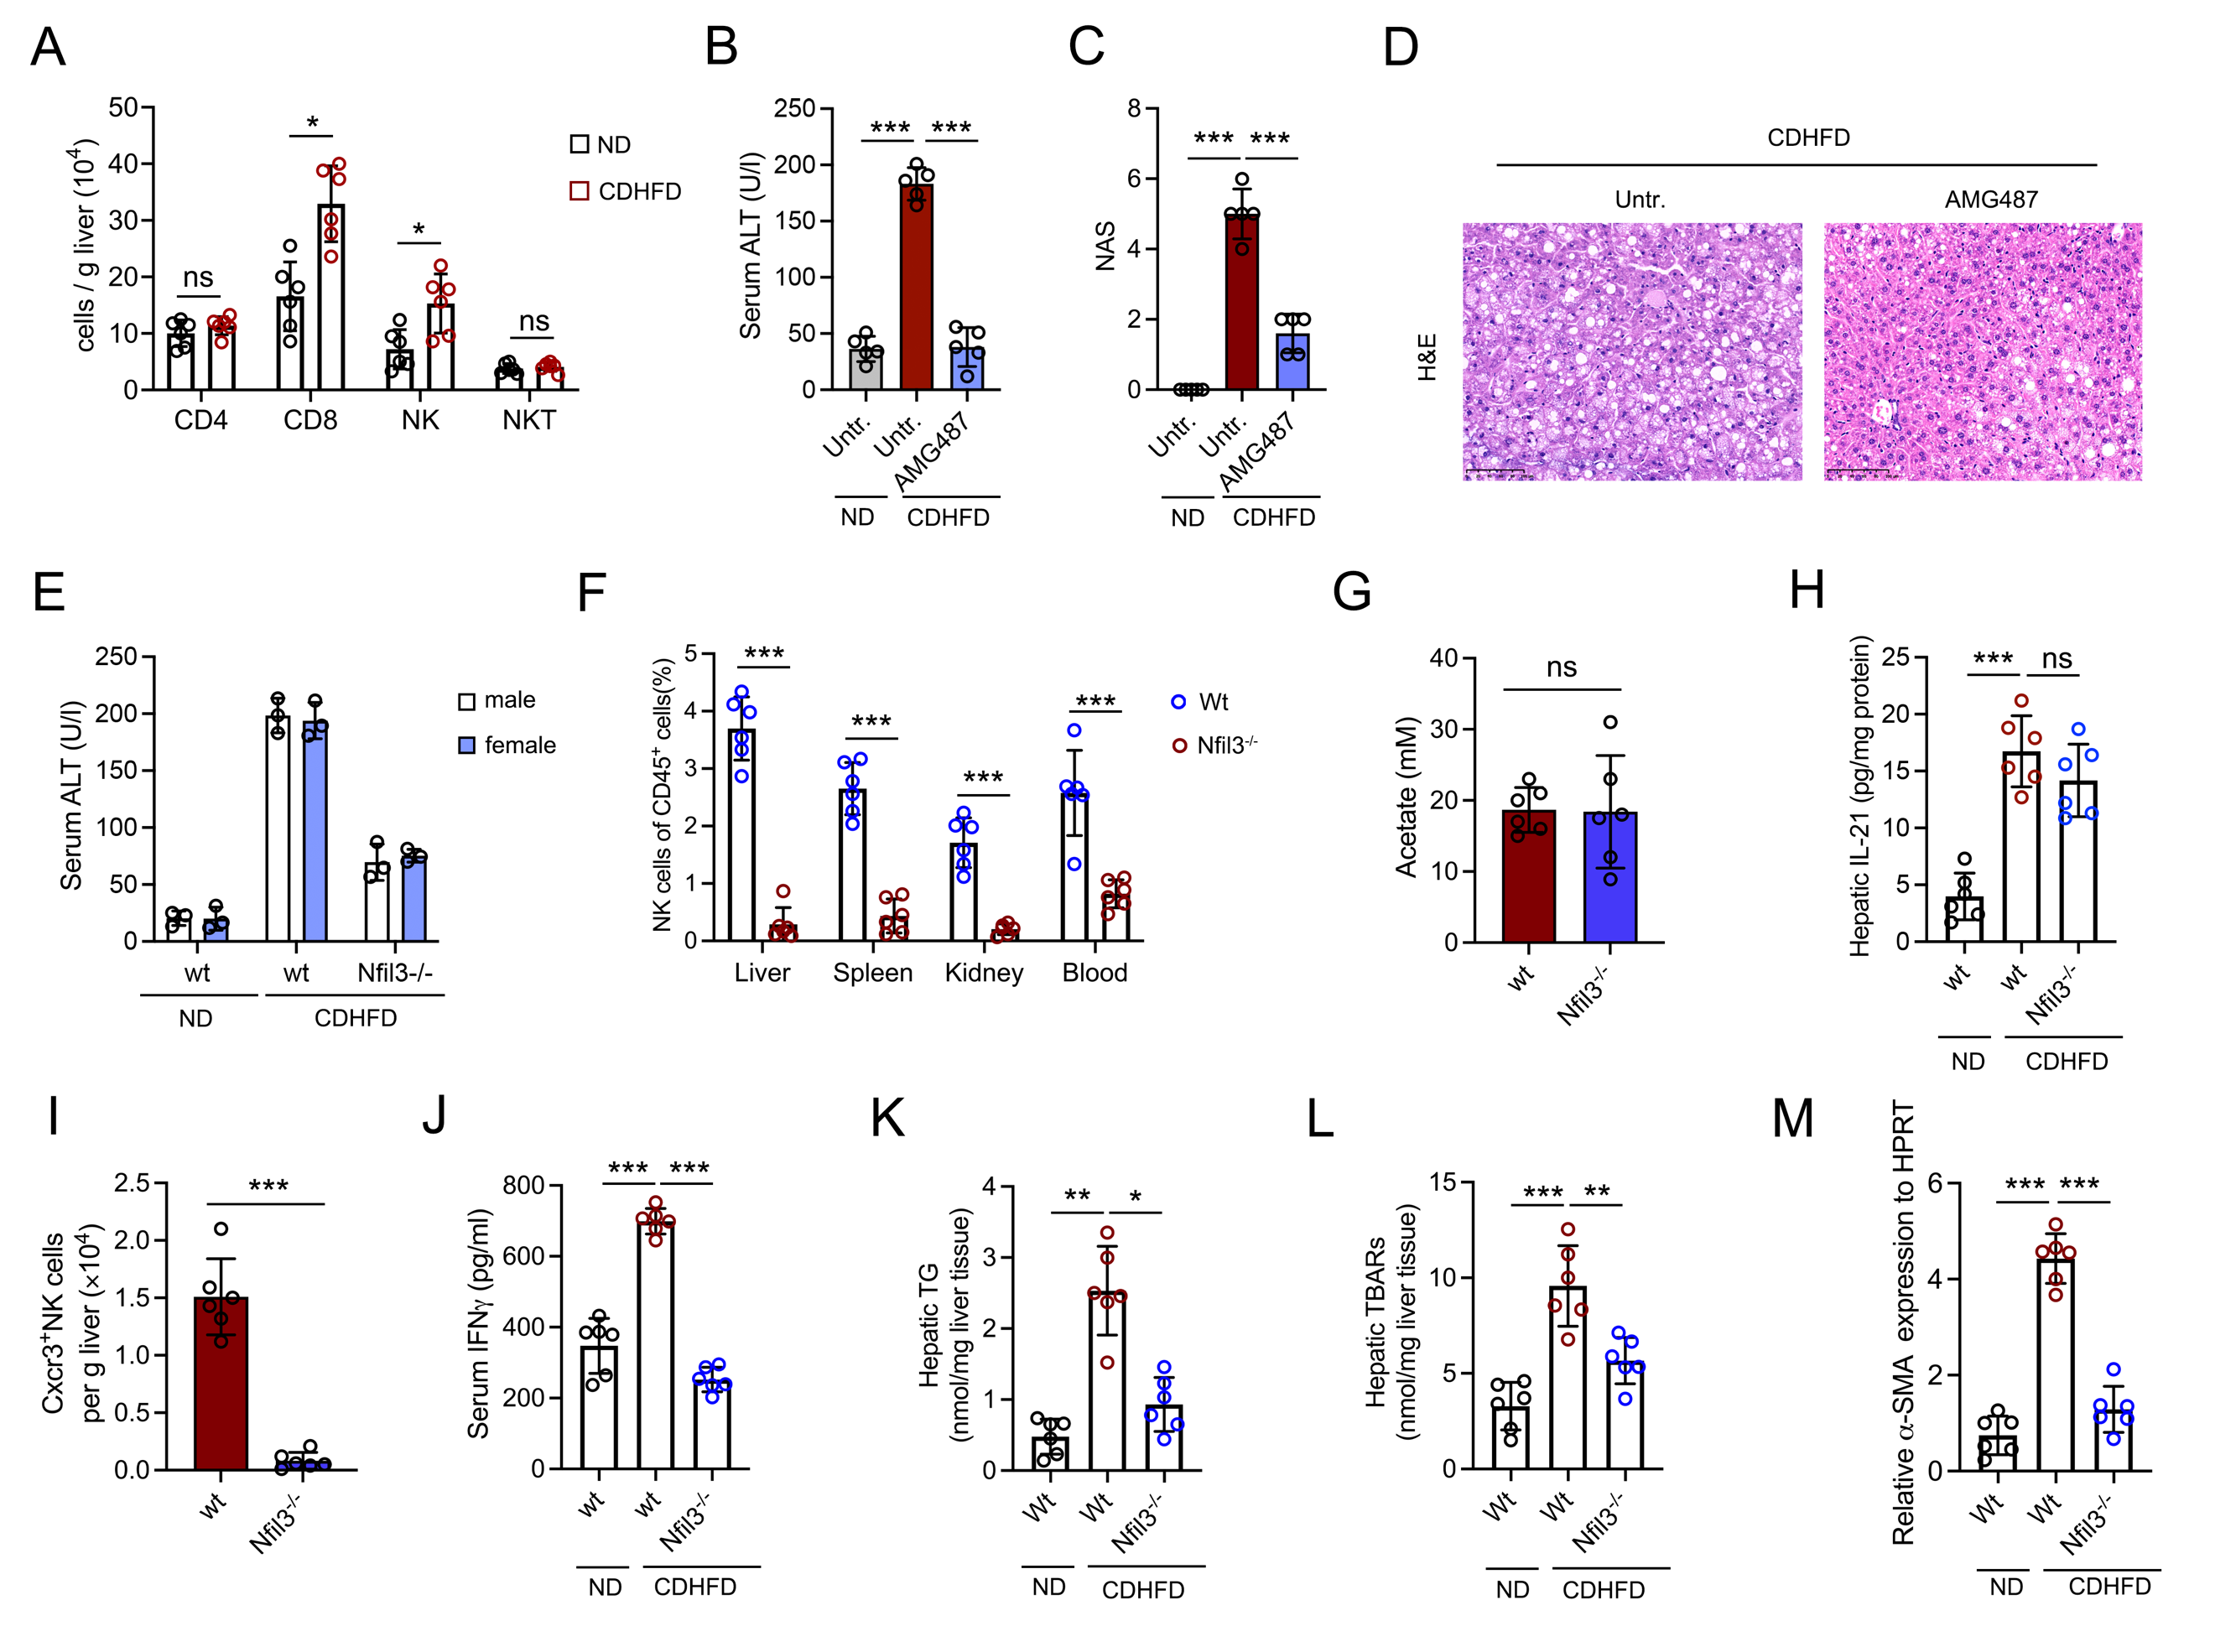 A
cells / g liver (10⁴)
50
40
30
20
10
0
ns
*
*
ns
CD4
CD8
NK
NKT
ND
CDHFD
B
Serum ALT (U/l)
250
200
150
100
50
0
*** ***
Untr.
Untr.
AMG487
ND
CDHFD
C
NAS
8
6
4
2
0
*** ***
Untr.
Untr.
AMG487
ND
CDHFD
D
CDHFD
Untr.
AMG487
H&E
E
Serum ALT (U/l)
250
200
150
100
50
0
wt
wt
Nfil3-/-
ND
CDHFD
male
female
F
NK cells of CD45⁺ cells(%)
5
4
3
2
1
0
***
***
***
***
Liver
Spleen
Kidney
Blood
Wt
Nfil3⁻/⁻
G
Acetate (mM)
40
30
20
10
0
ns
wt
Nfil3⁻/⁻
H
Hepatic IL-21 (pg/mg protein)
25
20
15
10
5
0
*** ns
wt
wt
Nfil3⁻/⁻
ND
CDHFD
I
Cxcr3⁺NK cells
per g liver (×10⁴)
2.5
2.0
1.5
1.0
0.5
0.0
***
wt
Nfil3⁻/⁻
J
Serum IFNγ (pg/ml)
800
600
400
200
0
*** ***
wt
wt
Nfil3⁻/⁻
ND
CDHFD
K
Hepatic TG
(nmol/mg liver tissue)
4
3
2
1
0
** *
Wt
Wt
Nfil3⁻/⁻
ND
CDHFD
L
Hepatic TBARs
(nmol/mg liver tissue)
15
10
5
0
*** **
Wt
Wt
Nfil3⁻/⁻
ND
CDHFD
M
Relative α-SMA expression to HPRT
6
4
2
0
*** ***
Wt
Wt
Nfil3⁻/⁻
ND
CDHFD